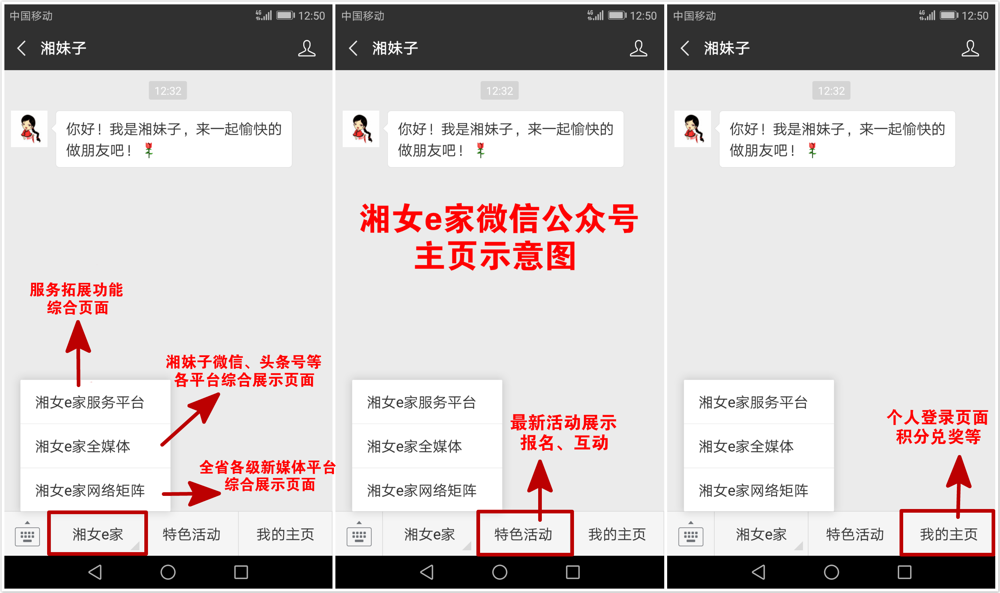 中国移动 4G 12:50
湘妹子
12:32
你好！我是湘妹子，来一起愉快的
做朋友吧！
服务拓展功能
综合页面
湘妹子微信、头条号等
各平台综合展示页面
湘女e家服务平台
湘女e家全媒体
全省各级新媒体平台
综合展示页面
湘女e家网络矩阵
湘女e家 特色活动 我的主页
中国移动 4G 12:50
湘妹子
12:32
你好！我是湘妹子，来一起愉快的
做朋友吧！
湘女e家微信公众号
主页示意图
湘女e家服务平台
最新活动展示
报名、互动
湘女e家全媒体
湘女e家网络矩阵
湘女e家 特色活动 我的主页
中国移动 4G 12:50
湘妹子
12:32
你好！我是湘妹子，来一起愉快的
做朋友吧！
湘女e家服务平台
个人登录页面
积分兑奖等
湘女e家全媒体
湘女e家网络矩阵
湘女e家 特色活动 我的主页